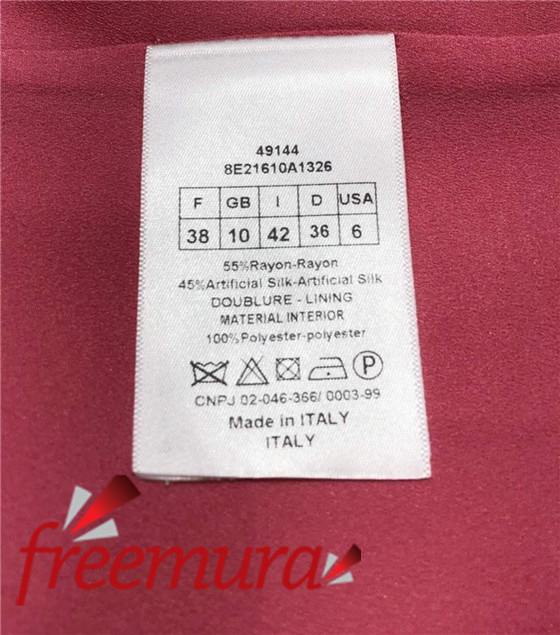 49144
8E21610A1326
F GB I D USA
38 10 42 36 6
55%Rayon-Rayon
45%Artificial Silk-Artificial Silk
DOUBLURE - LINING
MATERIAL INTERIOR
100%Polyester-polyester
P
CNPJ 02-046-366/ 0003-99
Made in ITALY
ITALY
freemura